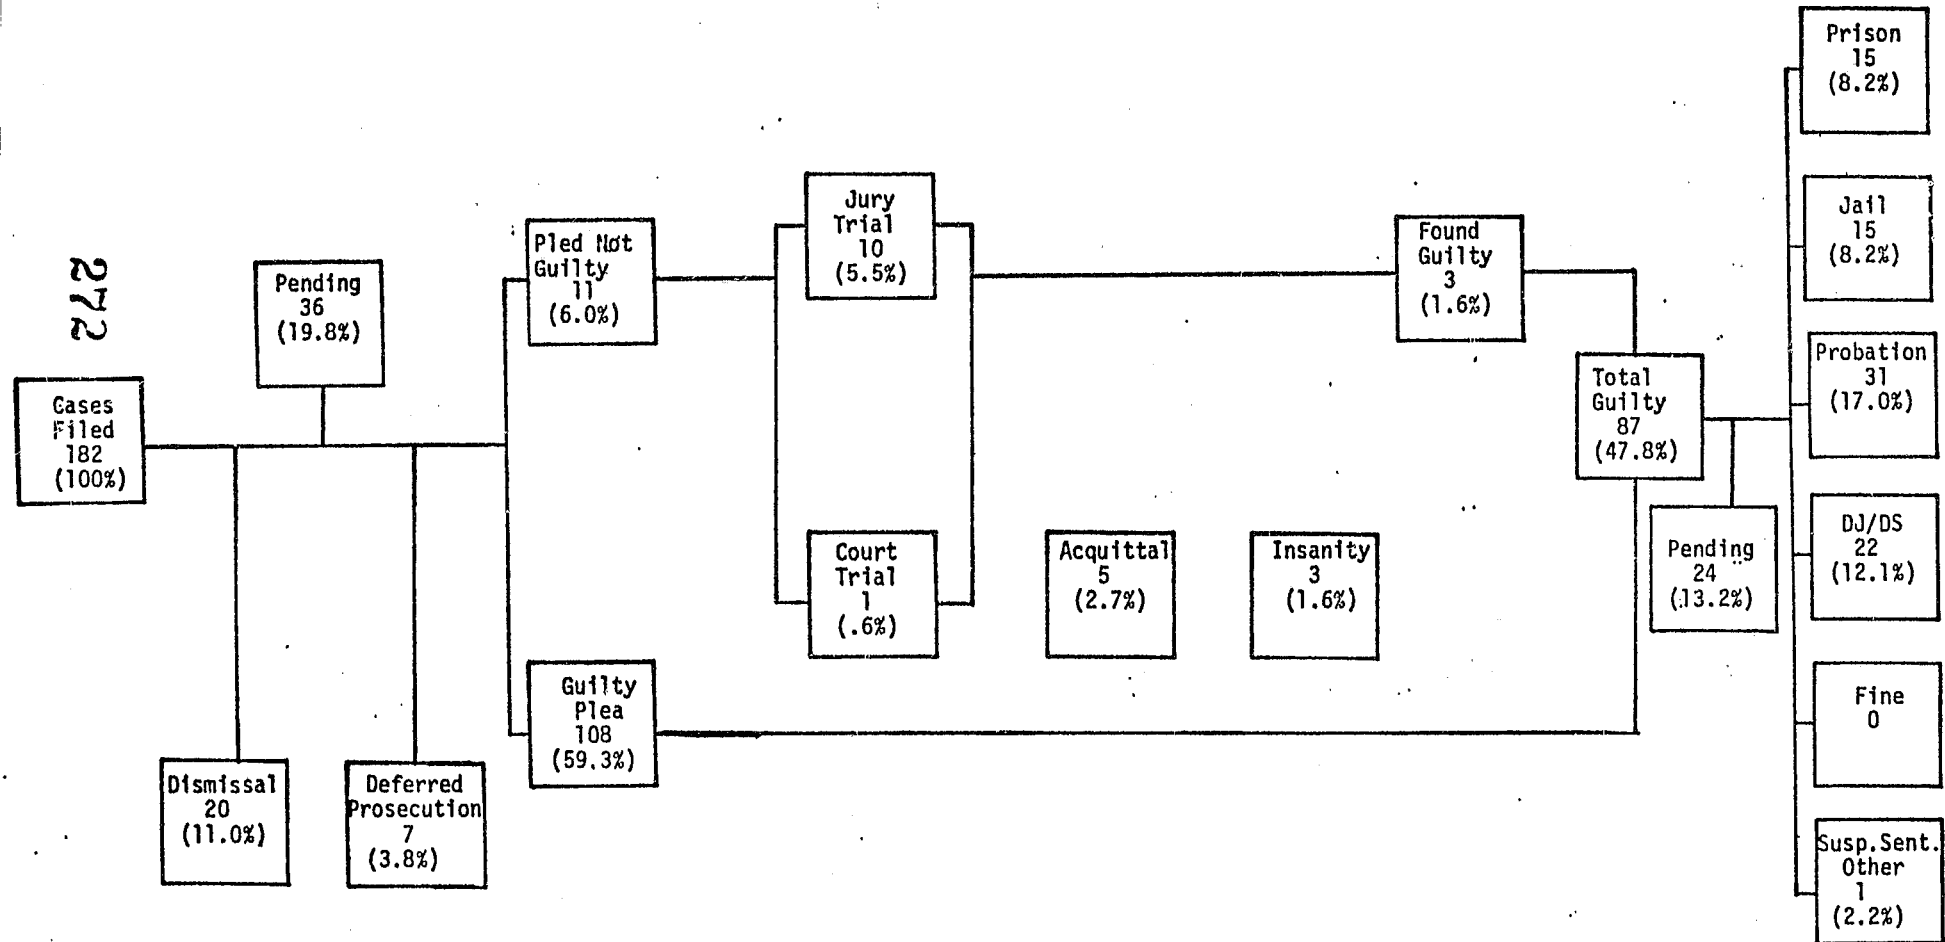 272
Cases
Filed
182
(100%)
Pending
36
(19.8%)
Dismissal
20
(11.0%)
Deferred
Prosecution
7
(3.8%)
Pled Not
Guilty
11
(6.0%)
Guilty
Plea
108
(59.3%)
Jury
Trial
10
(5.5%)
Court
Trial
1
(.6%)
Acquittal
5
(2.7%)
Insanity
3
(1.6%)
Found
Guilty
3
(1.6%)
Total
Guilty
87
(47.8%)
Pending
24
(13.2%)
Prison
15
(8.2%)
Jail
15
(8.2%)
Probation
31
(17.0%)
DJ/DS
22
(12.1%)
Fine
0
Susp.Sent.
Other
1
(2.2%)